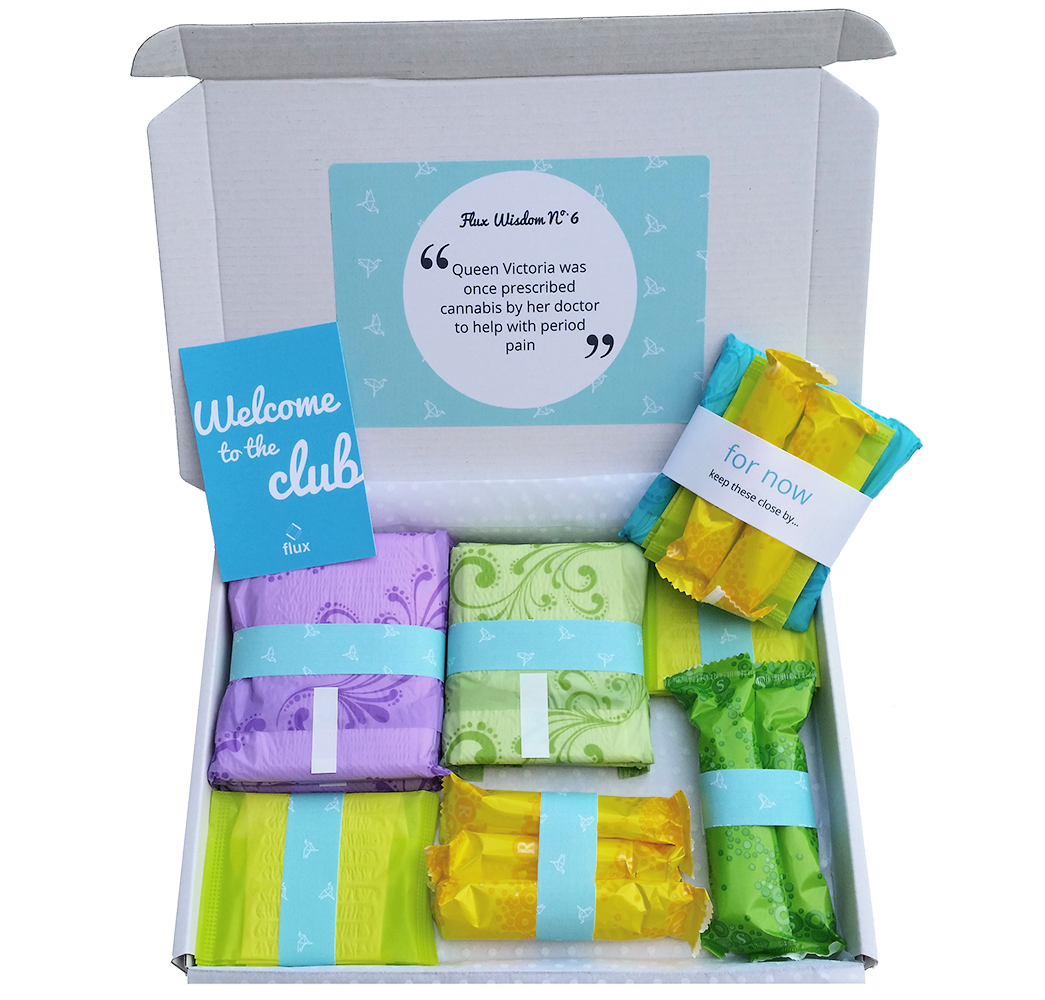 Flux Wisdom Nº 6
“
Queen Victoria was
once prescribed
cannabis by her doctor
to help with period
pain
”
Welcome
to the
club
flux
for now
keep these close by...
S
R